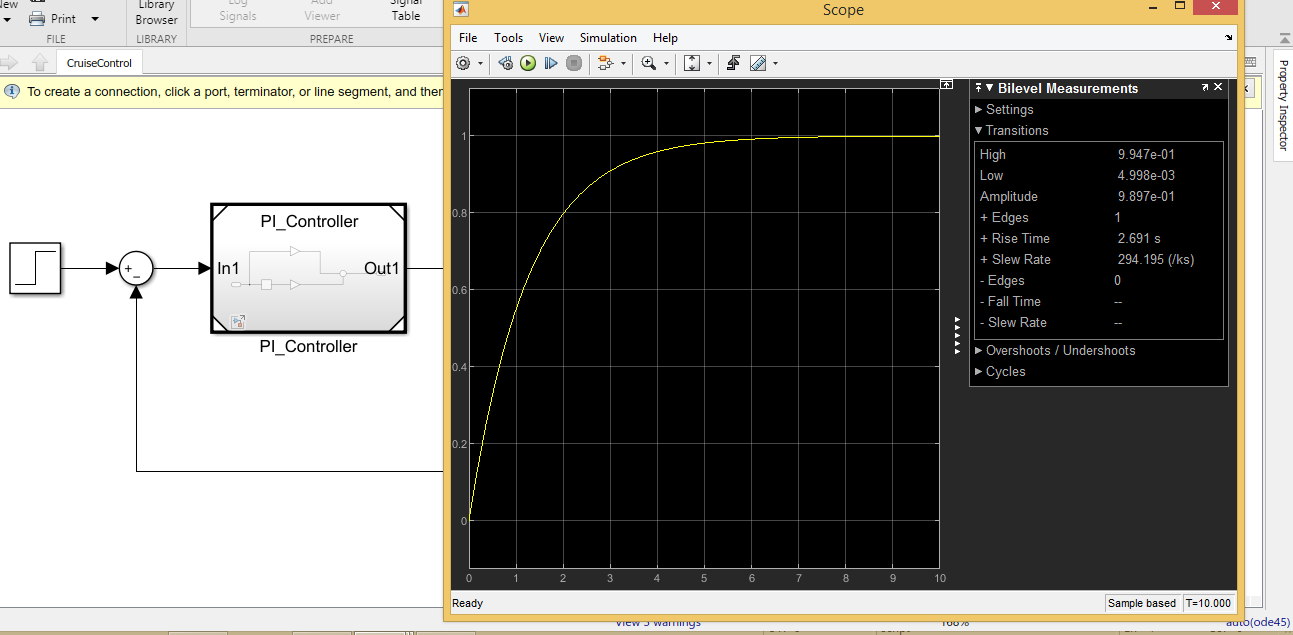 New
Print
FILE
Library
Browser
LIBRARY
Log
Signals
Add
Viewer
Signal
Table
PREPARE
CruiseControl
To create a connection, click a port, terminator, or line segment, and then
PI_Controller
In1
Out1
PI_Controller
+
_
Scope
File Tools View Simulation Help
1
0.8
0.6
0.4
0.2
0
0 1 2 3 4 5 6 7 8 9 10
Bilevel Measurements
Settings
Transitions
High 9.947e-01
Low 4.998e-03
Amplitude 9.897e-01
+ Edges 1
+ Rise Time 2.691 s
+ Slew Rate 294.195 (/ks)
- Edges 0
- Fall Time --
- Slew Rate --
Overshoots / Undershoots
Cycles
Ready
Sample based T=10.000
Property Inspector
View 5 warnings
168%
auto(ode45)